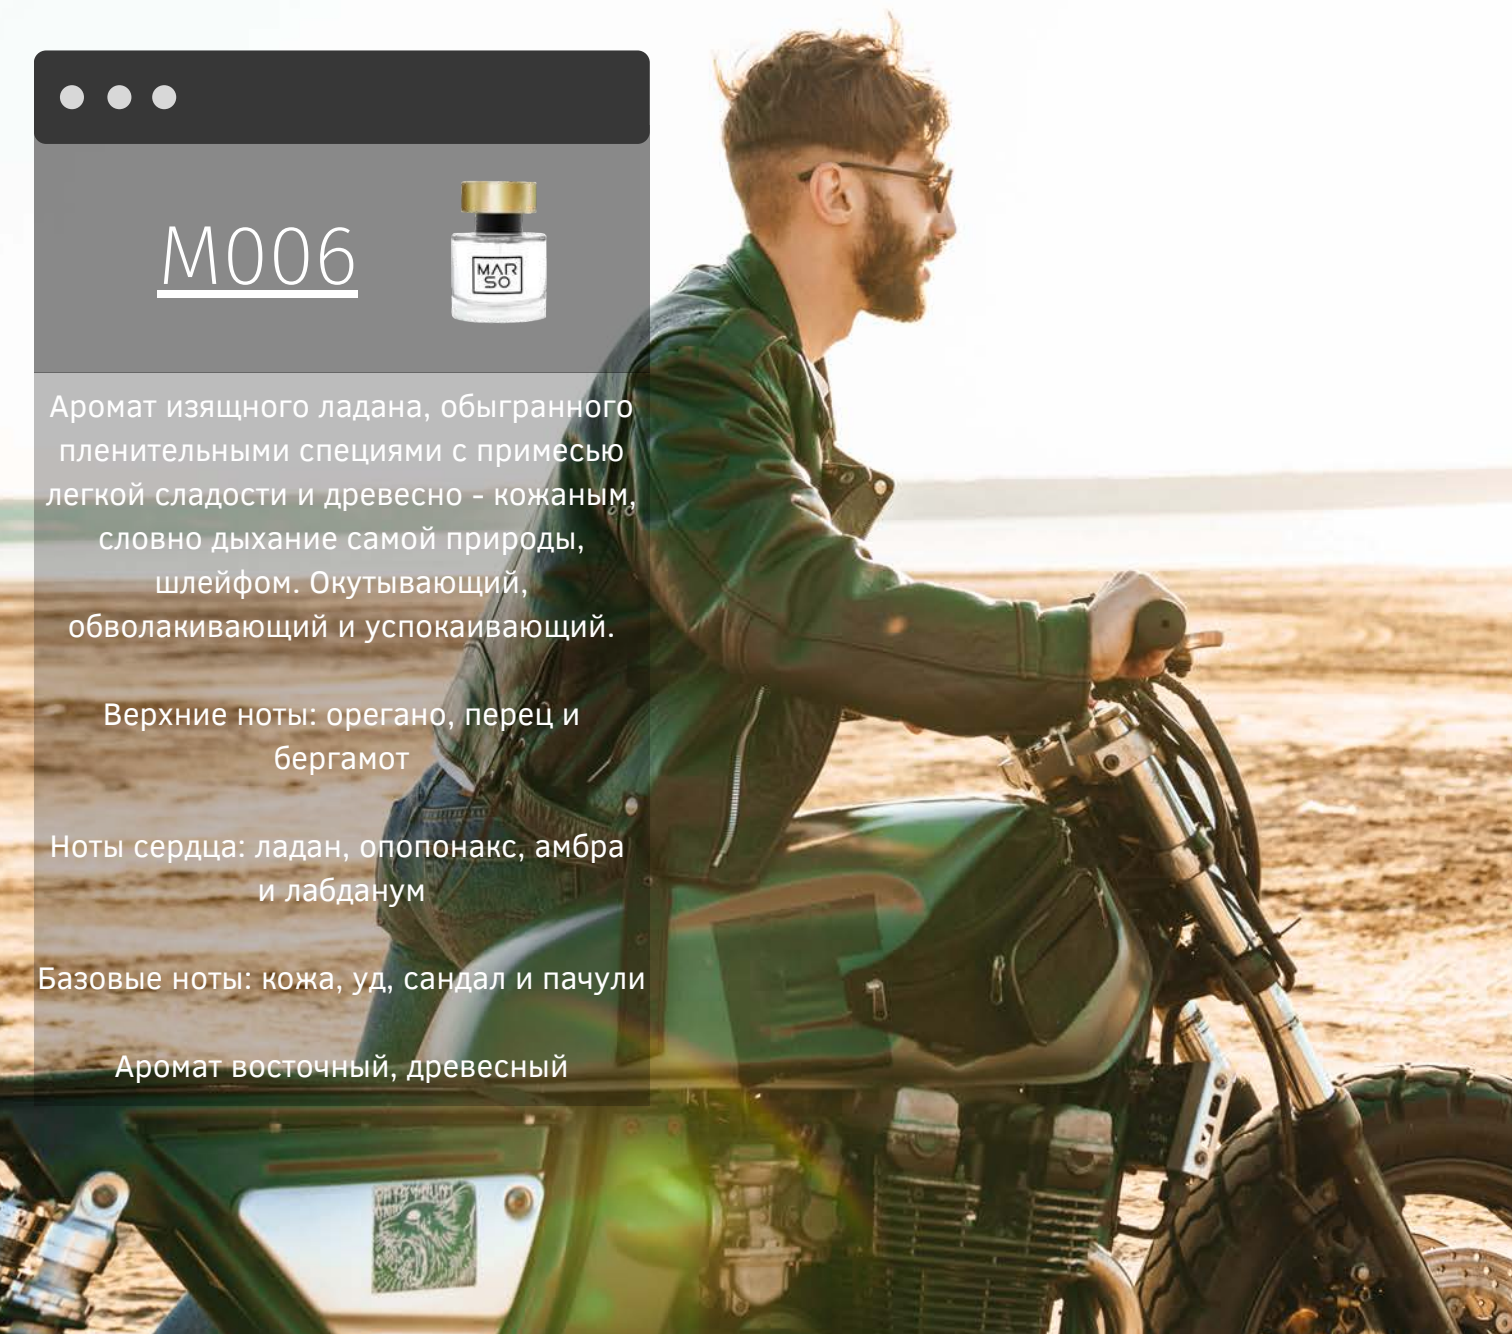 M006
MAR
SO
Аромат изящного ладана, обыгранного
пленительными специями с примесью
легкой сладости и древесно - кожаным,
словно дыхание самой природы,
шлейфом. Окутывающий,
обволакивающий и успокаивающий.
Верхние ноты: орегано, перец и
бергамот
Ноты сердца: ладан, опопонакс, амбра
и лабданум
Базовые ноты: кожа, уд, сандал и пачули
Аромат восточный, древесный